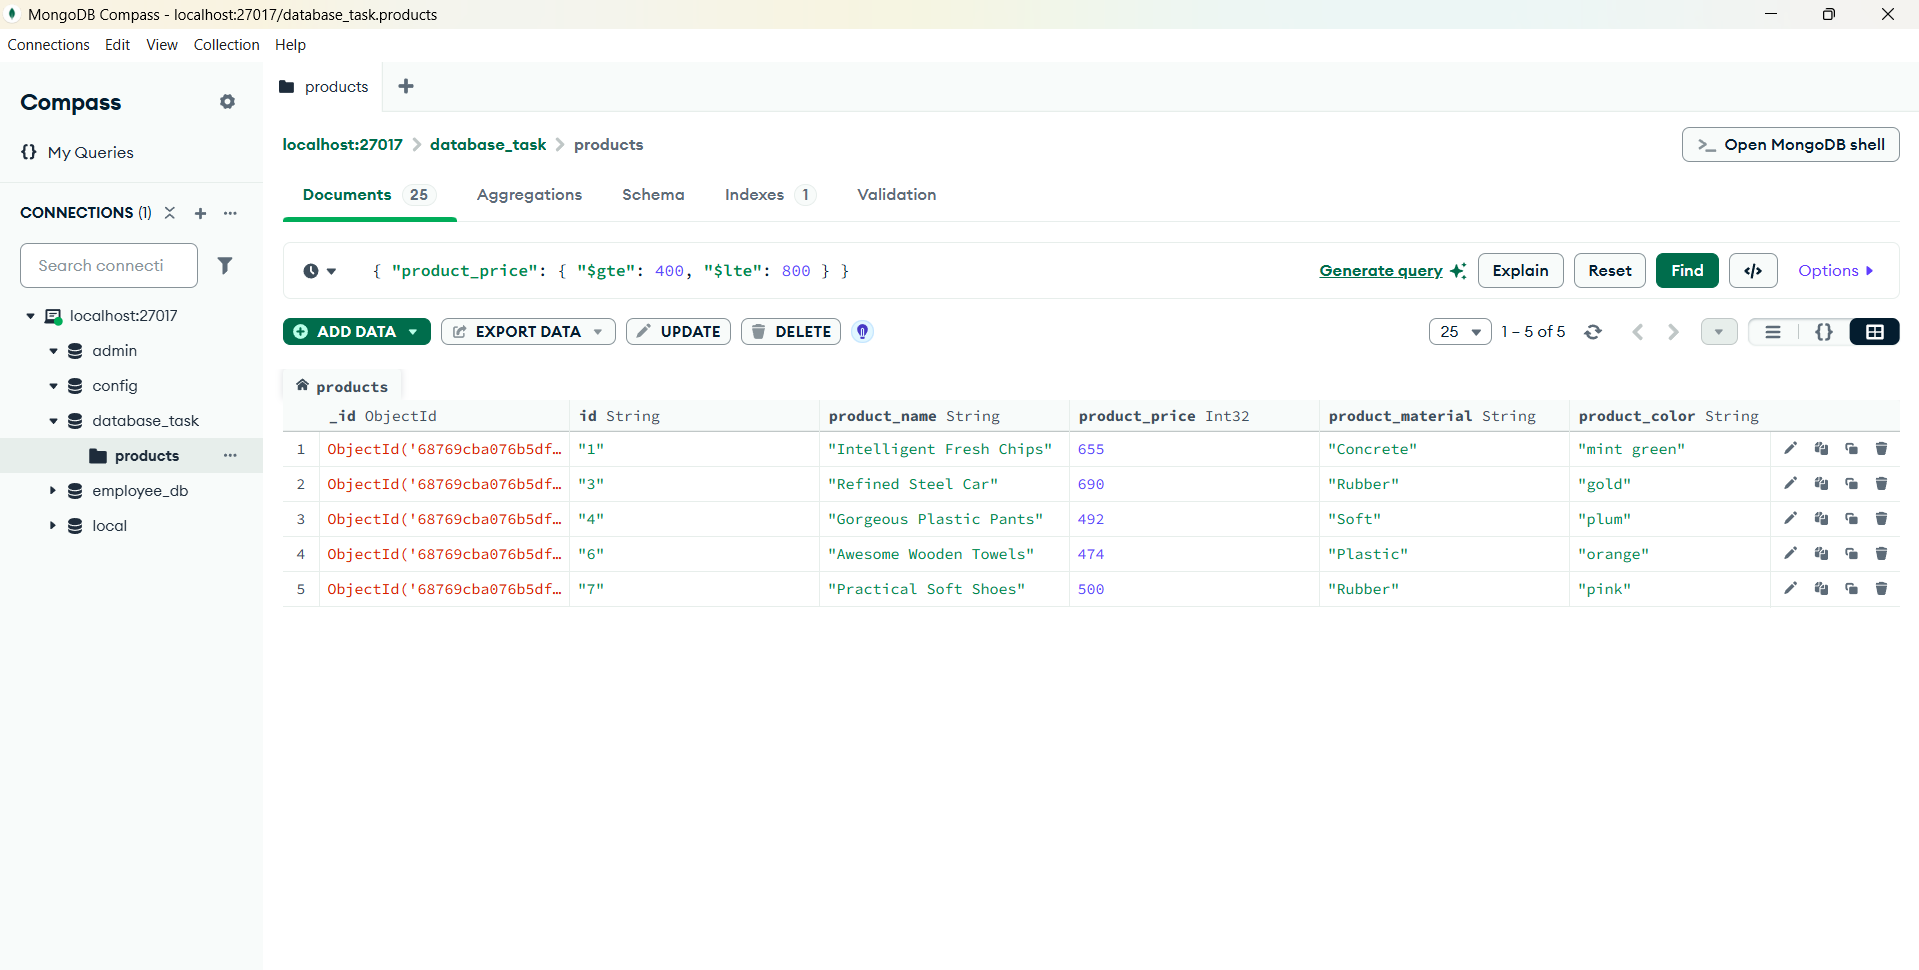 MongoDB Compass - localhost:27017/database_task.products
Connections Edit View Collection Help
Compass
My Queries
CONNECTIONS (1)
Search connecti
localhost:27017
admin
config
database_task
products
employee_db
local
products
localhost:27017 > database_task > products
Open MongoDB shell
Documents 25 Aggregations Schema Indexes 1 Validation
{ "product_price": { "$gte": 400, "$lte": 800 } }
Generate query Explain Reset Find </> Options
ADD DATA EXPORT DATA UPDATE DELETE 25 1 – 5 of 5 {}
products
_id ObjectId id String product_name String product_price Int32 product_material String product_color String
1 ObjectId('68769cba076b5df… "1" "Intelligent Fresh Chips" 655 "Concrete" "mint green"
2 ObjectId('68769cba076b5df… "3" "Refined Steel Car" 690 "Rubber" "gold"
3 ObjectId('68769cba076b5df… "4" "Gorgeous Plastic Pants" 492 "Soft" "plum"
4 ObjectId('68769cba076b5df… "6" "Awesome Wooden Towels" 474 "Plastic" "orange"
5 ObjectId('68769cba076b5df… "7" "Practical Soft Shoes" 500 "Rubber" "pink"